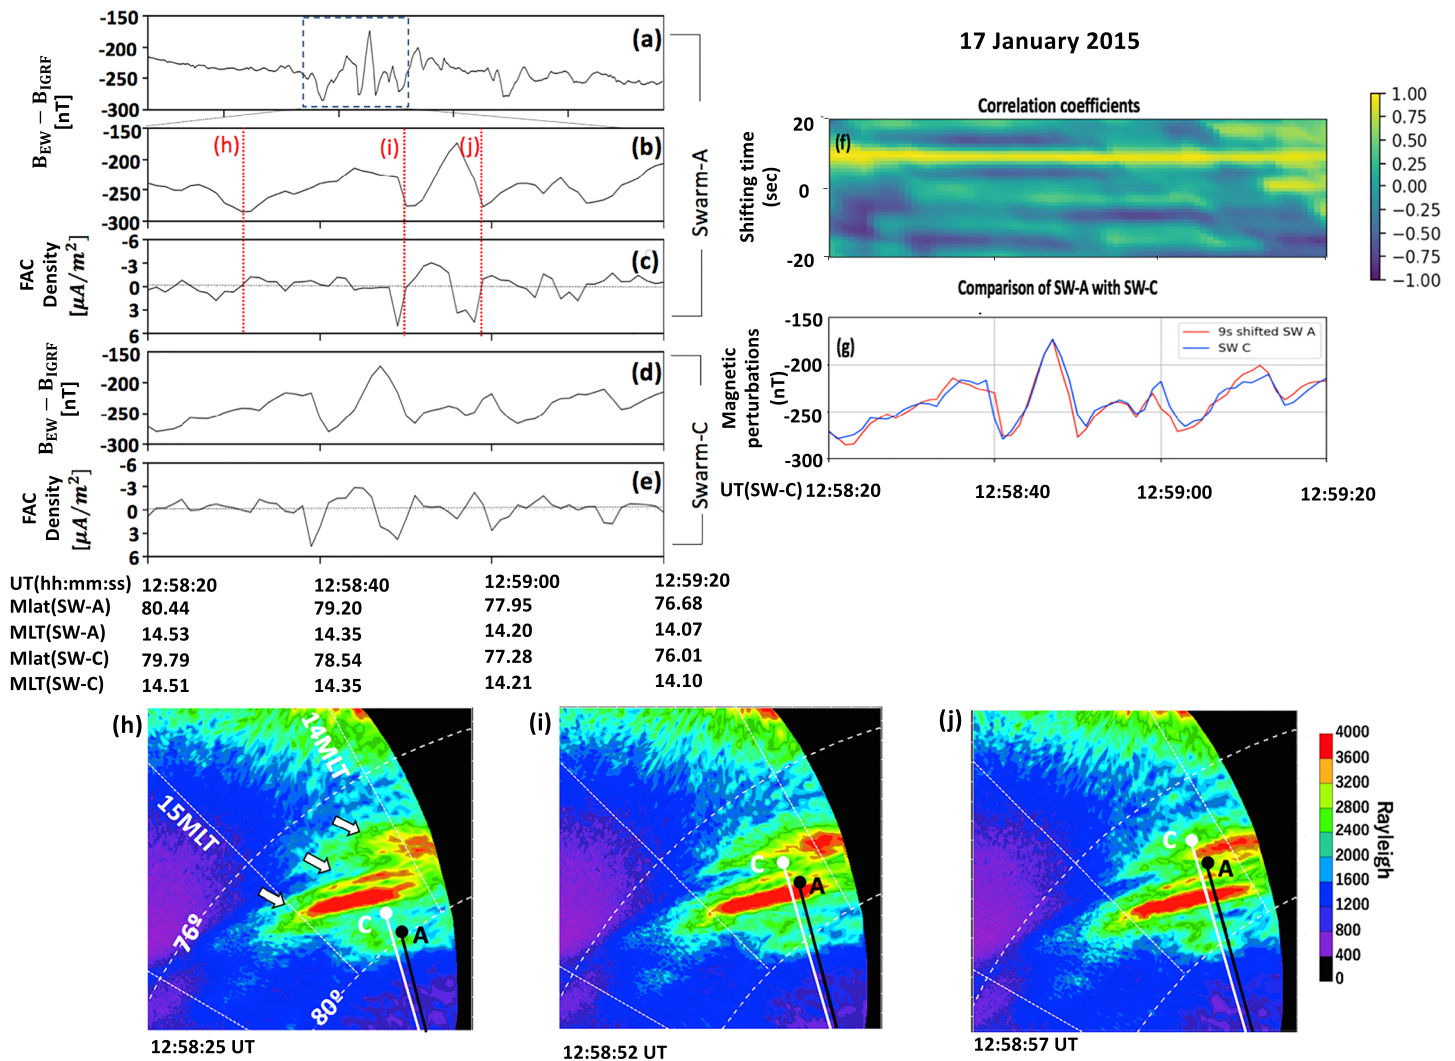 17 January 2015
-150
-200
-250
-300
B_EW − B_IGRF
[nT]
(a)
-150
-200
-250
-300
(h)
(i)
(j)
(b)
Swarm-A
-6
-3
0
3
6
FAC
Density
[μA/m²]
(c)
-150
-200
-250
-300
B_EW − B_IGRF
[nT]
(d)
Swarm-C
-6
-3
0
3
6
FAC
Density
[μA/m²]
(e)
UT(hh:mm:ss) 12:58:20 12:58:40 12:59:00 12:59:20
Mlat(SW-A) 80.44 79.20 77.95 76.68
MLT(SW-A) 14.53 14.35 14.20 14.07
Mlat(SW-C) 79.79 78.54 77.28 76.01
MLT(SW-C) 14.51 14.35 14.21 14.10
Correlation coefficients
20
0
-20
Shifting time
(sec)
(f)
1.00
0.75
0.50
0.25
0.00
−0.25
−0.50
−0.75
−1.00
Comparison of SW-A with SW-C
-150
-200
-250
-300
Magnetic
perturbations
(nT)
(g)
9s shifted SW A
SW C
UT(SW-C) 12:58:20 12:58:40 12:59:00 12:59:20
(h)
14MLT
15MLT
76º
80º
C
A
12:58:25 UT
(i)
C
A
12:58:52 UT
(j)
C
A
12:58:57 UT
4000
3600
3200
2800
2400
2000
1600
1200
800
400
0
Rayleigh